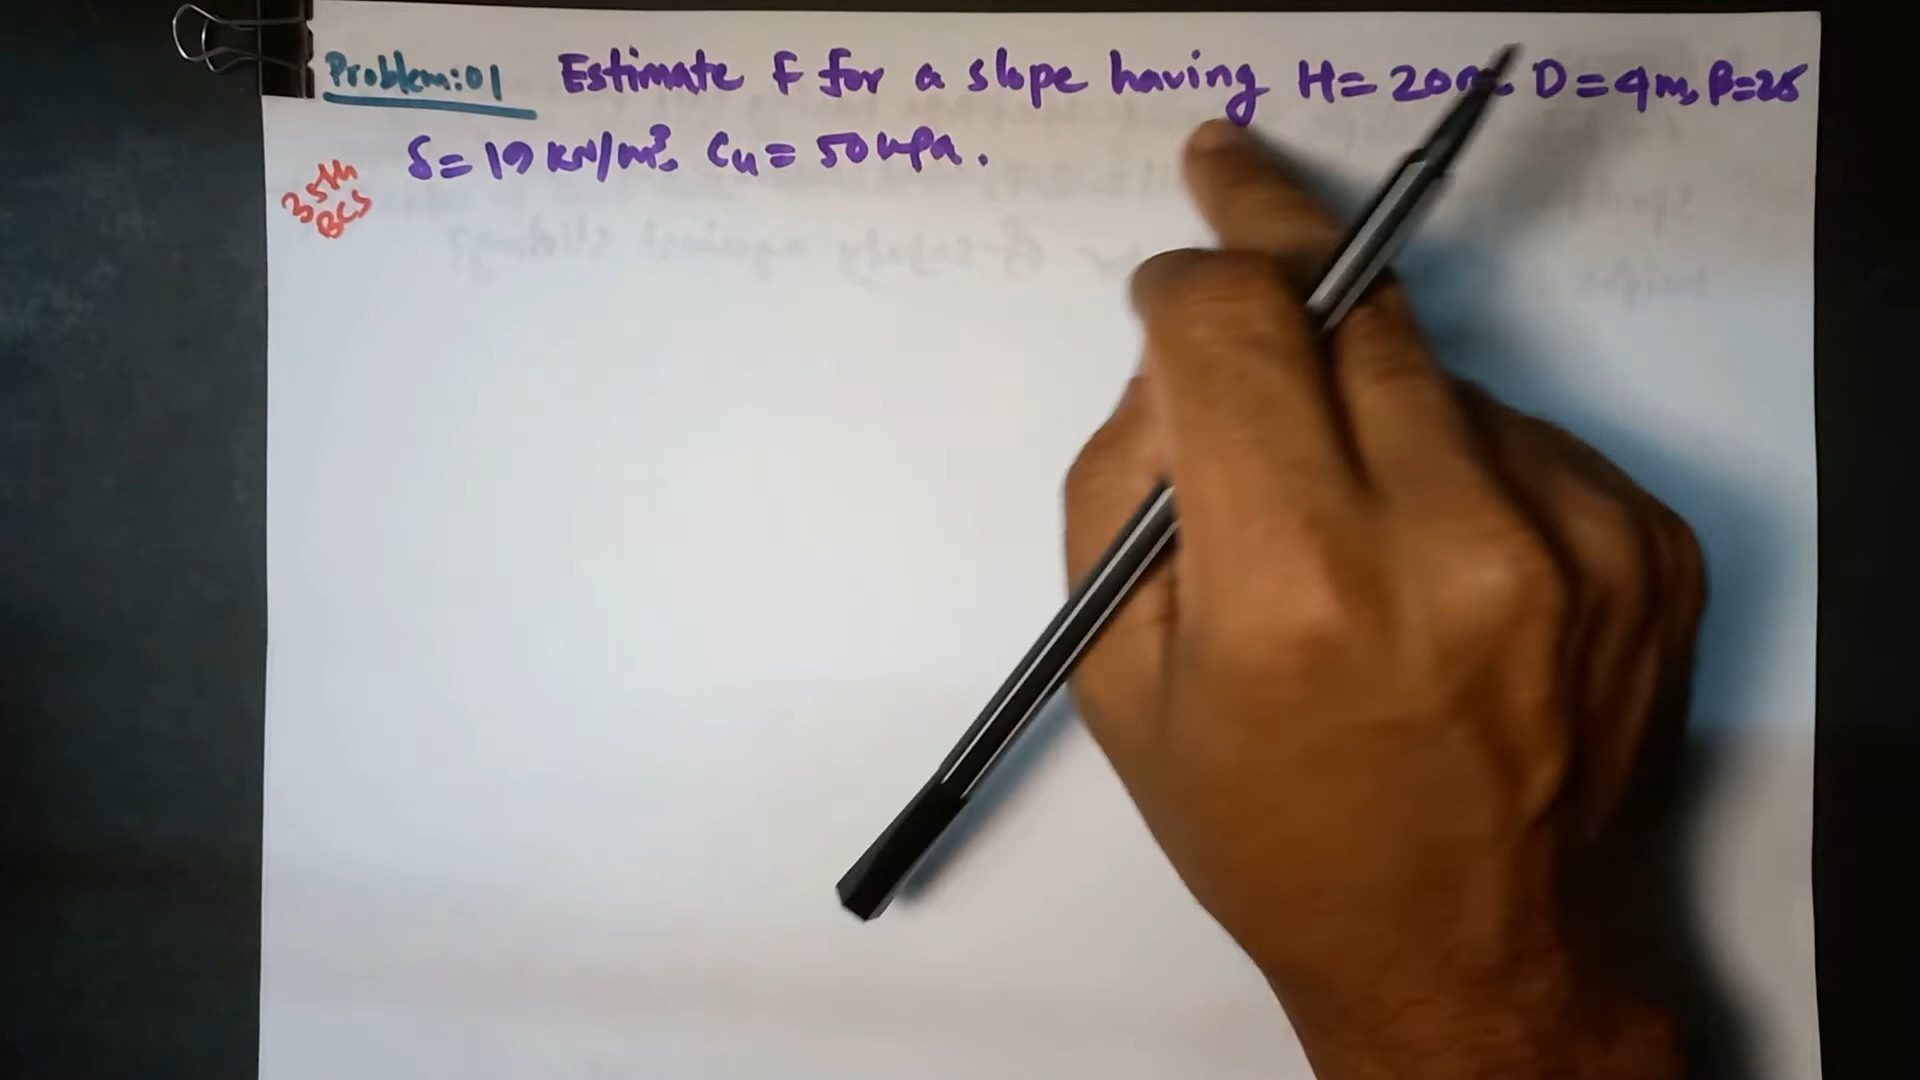 Problem:01 Estimate F for a slope having H= 20m. D=4m, β=25
γ=19 kN/m³, Cu= 50 kPa.
35th
BCS